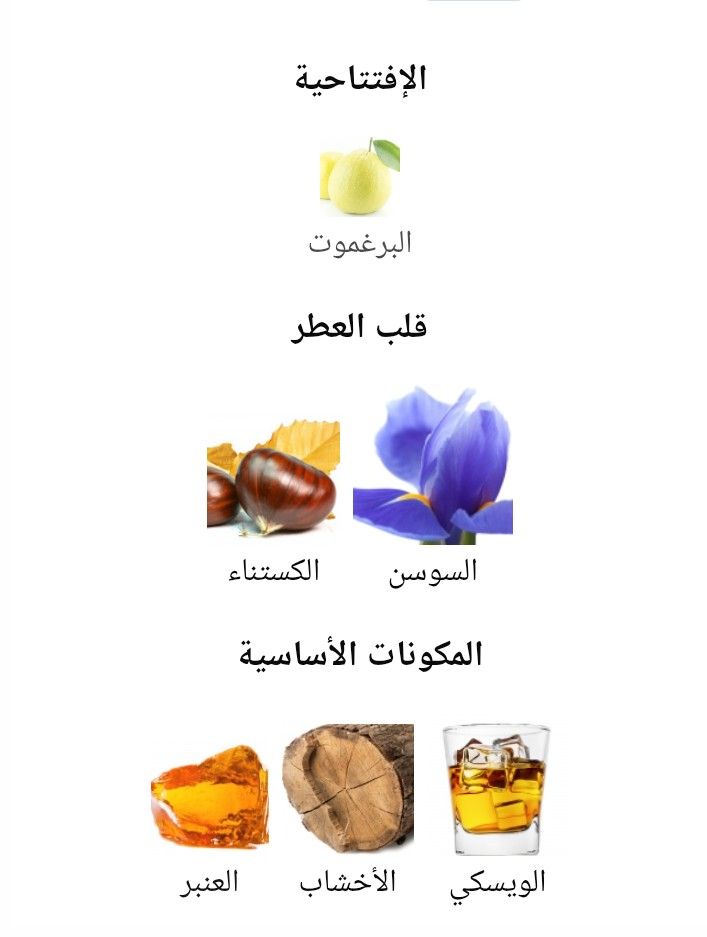 الإفتتاحية
البرغموت
قلب العطر
السوسن
الكستناء
المكونات الأساسية
الويسكي
الأخشاب
العنبر